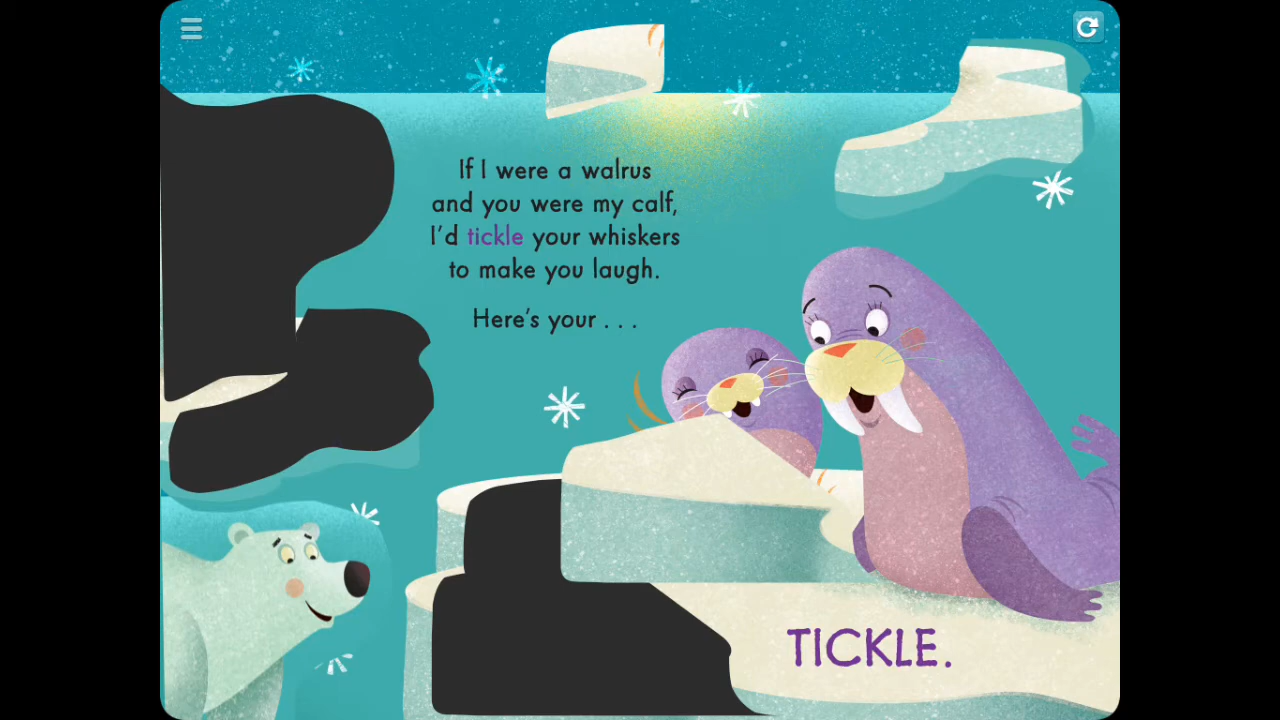 If I were a walrus
and you were my calf,
I'd tickle your whiskers
to make you laugh.
Here's your . . .
TICKLE.